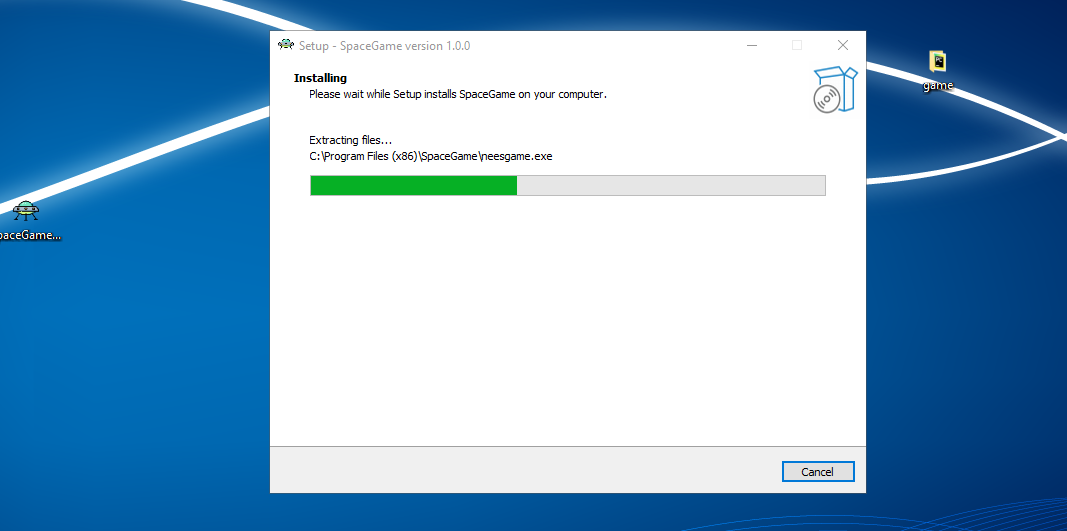 Setup - SpaceGame version 1.0.0
Installing
Please wait while Setup installs SpaceGame on your computer.
game
Extracting files...
C:\Program Files (x86)\SpaceGame\neesgame.exe
paceGame...
Cancel